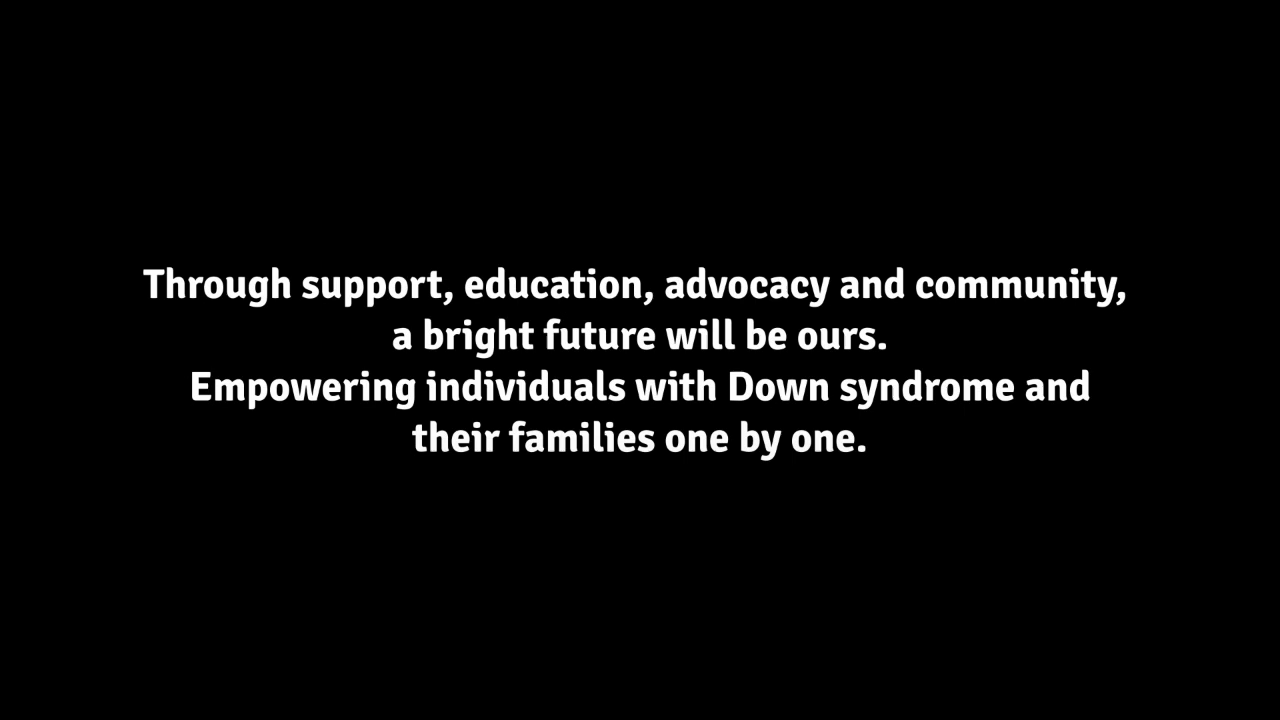 Through support, education, advocacy and community,
a bright future will be ours.
Empowering individuals with Down syndrome and
their families one by one.